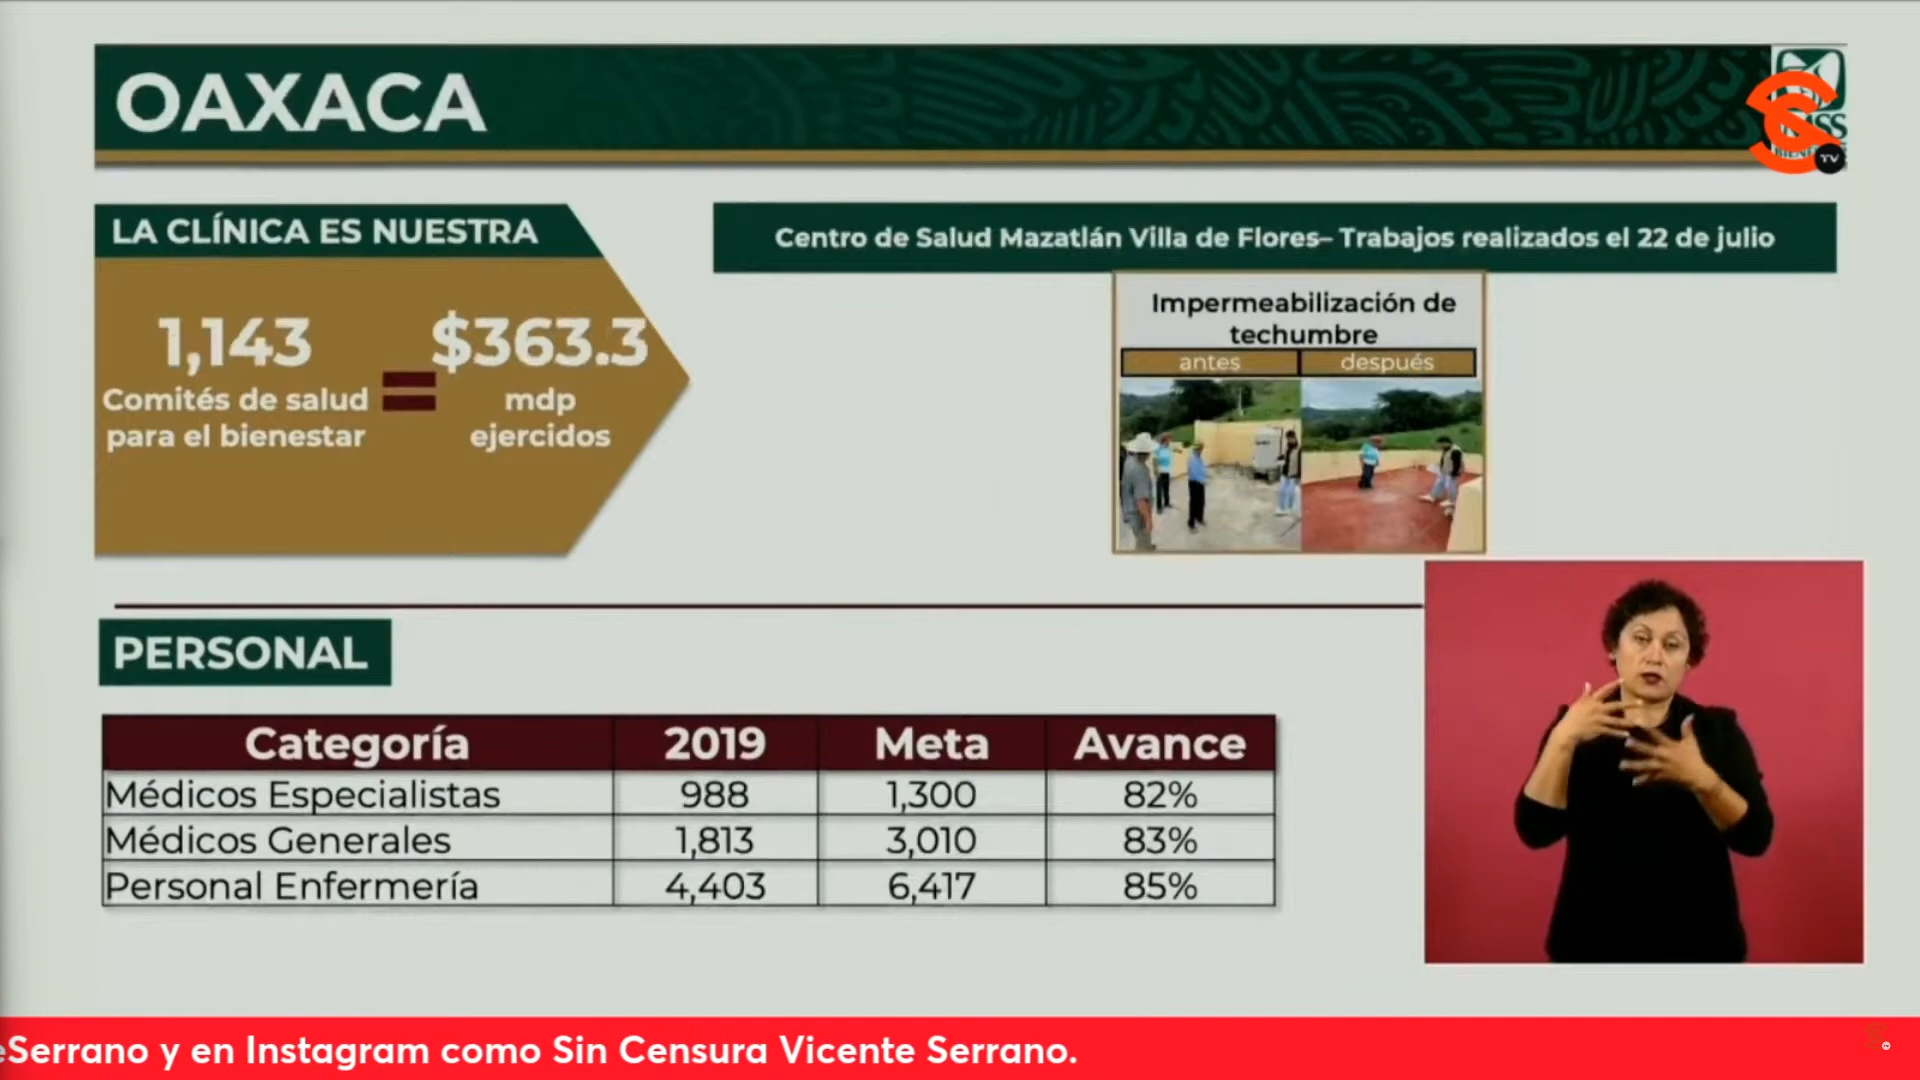 OAXACA
TV
LA CLÍNICA ES NUESTRA
1,143
Comités de salud
para el bienestar
=
$363.3
mdp
ejercidos
Centro de Salud Mazatlán Villa de Flores– Trabajos realizados el 22 de julio
Impermeabilización de
techumbre
antes después
PERSONAL
Categoría 2019 Meta Avance
Médicos Especialistas 988 1,300 82%
Médicos Generales 1,813 3,010 83%
Personal Enfermería 4,403 6,417 85%
eSerrano y en Instagram como Sin Censura Vicente Serrano.